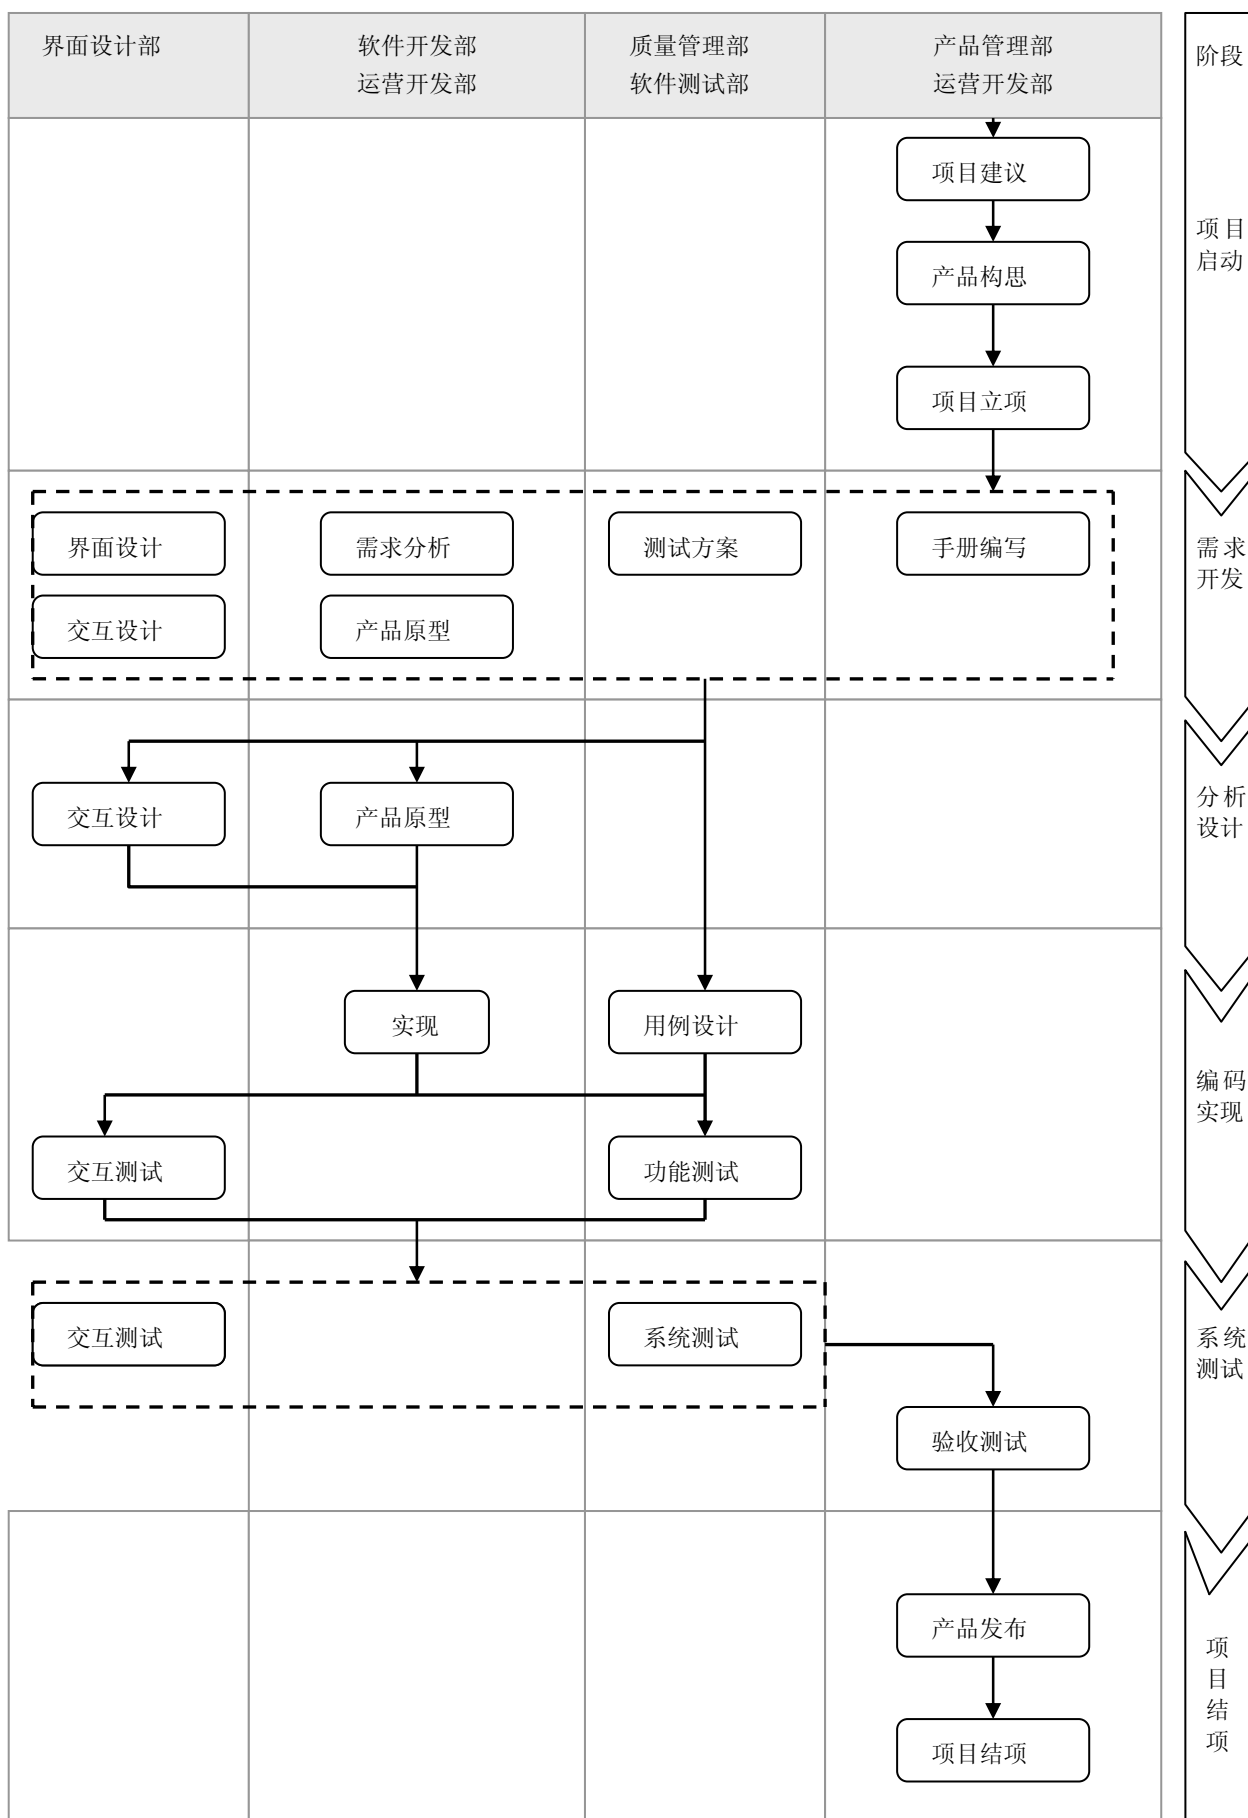 界面设计部
软件开发部
运营开发部
质量管理部
软件测试部
产品管理部
运营开发部
阶段
项目建议
产品构思
项目立项
项目
启动
界面设计
需求分析
测试方案
手册编写
交互设计
产品原型
需求
开发
交互设计
产品原型
分析
设计
实现
用例设计
交互测试
功能测试
编码
实现
交互测试
系统测试
验收测试
系统
测试
产品发布
项目结项
项
目
结
项